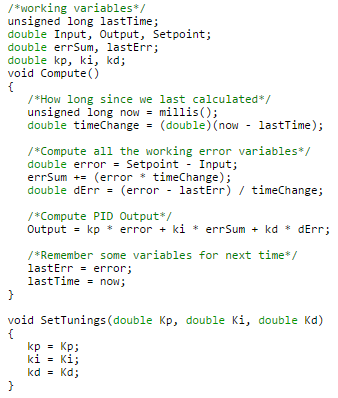 /*working variables*/
unsigned long lastTime;
double Input, Output, Setpoint;
double errSum, lastErr;
double kp, ki, kd;
void Compute()
{
   /*How long since we last calculated*/
   unsigned long now = millis();
   double timeChange = (double)(now - lastTime);

   /*Compute all the working error variables*/
   double error = Setpoint - Input;
   errSum += (error * timeChange);
   double dErr = (error - lastErr) / timeChange;

   /*Compute PID Output*/
   Output = kp * error + ki * errSum + kd * dErr;

   /*Remember some variables for next time*/
   lastErr = error;
   lastTime = now;
}

void SetTunings(double Kp, double Ki, double Kd)
{
   kp = Kp;
   ki = Ki;
   kd = Kd;
}